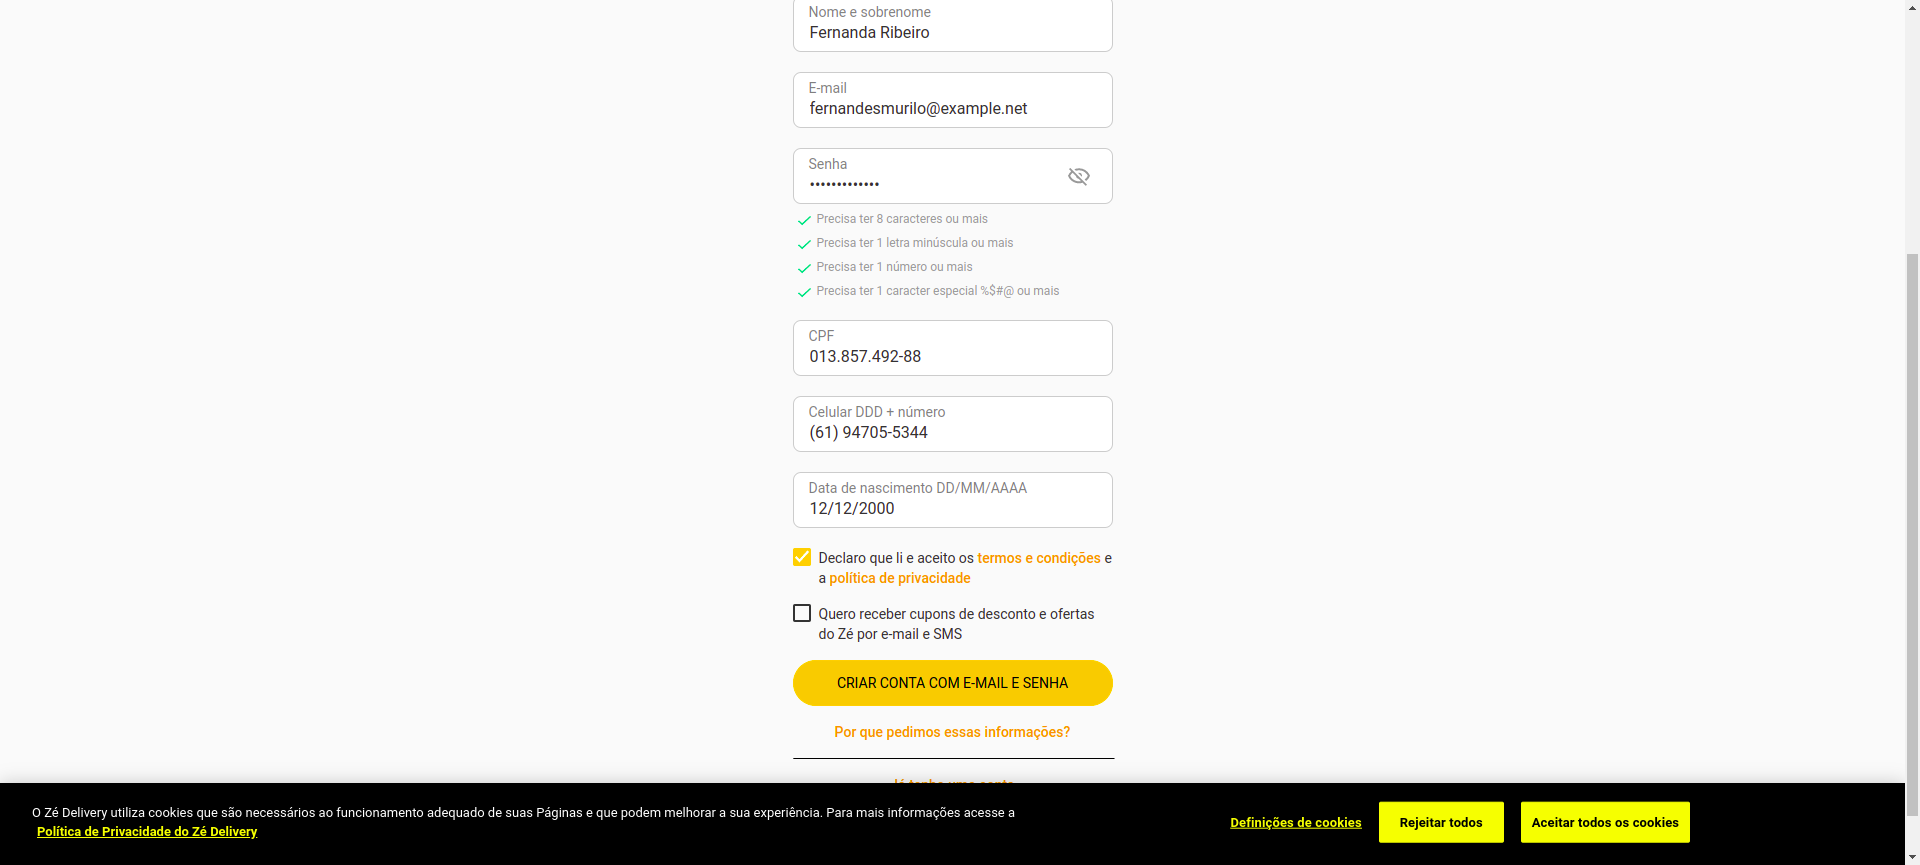 Nome e sobrenome
Fernanda Ribeiro
E-mail
fernandesmurilo@example.net
Senha
•••••••••••••
Precisa ter 8 caracteres ou mais
Precisa ter 1 letra minúscula ou mais
Precisa ter 1 número ou mais
Precisa ter 1 caracter especial %$#@ ou mais
CPF
013.857.492-88
Celular DDD + número
(61) 94705-5344
Data de nascimento DD/MM/AAAA
12/12/2000
Declaro que li e aceito os termos e condições e
a política de privacidade
Quero receber cupons de desconto e ofertas
do Zé por e-mail e SMS
CRIAR CONTA COM E-MAIL E SENHA
Por que pedimos essas informações?
Já tenho uma conta
O Zé Delivery utiliza cookies que são necessários ao funcionamento adequado de suas Páginas e que podem melhorar a sua experiência. Para mais informações acesse a
Política de Privacidade do Zé Delivery
Definições de cookies
Rejeitar todos
Aceitar todos os cookies